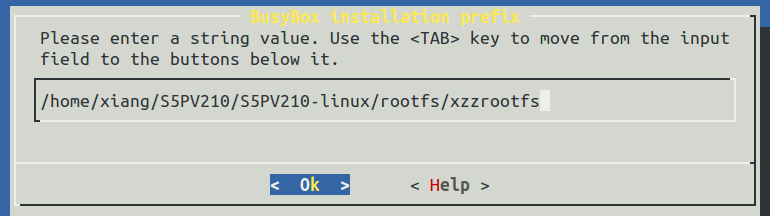 BusyBox installation prefix
Please enter a string value. Use the <TAB> key to move from the input
field to the buttons below it.
/home/xiang/S5PV210/S5PV210-linux/rootfs/xzzrootfs
< Ok > < Help >